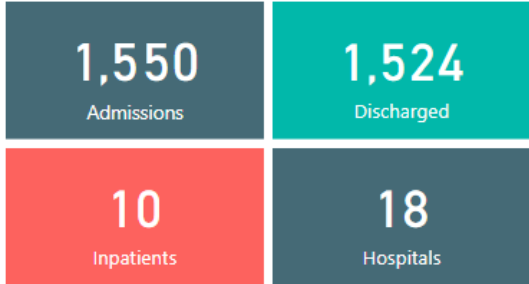 1,550
Admissions
1,524
Discharged
10
Inpatients
18
Hospitals